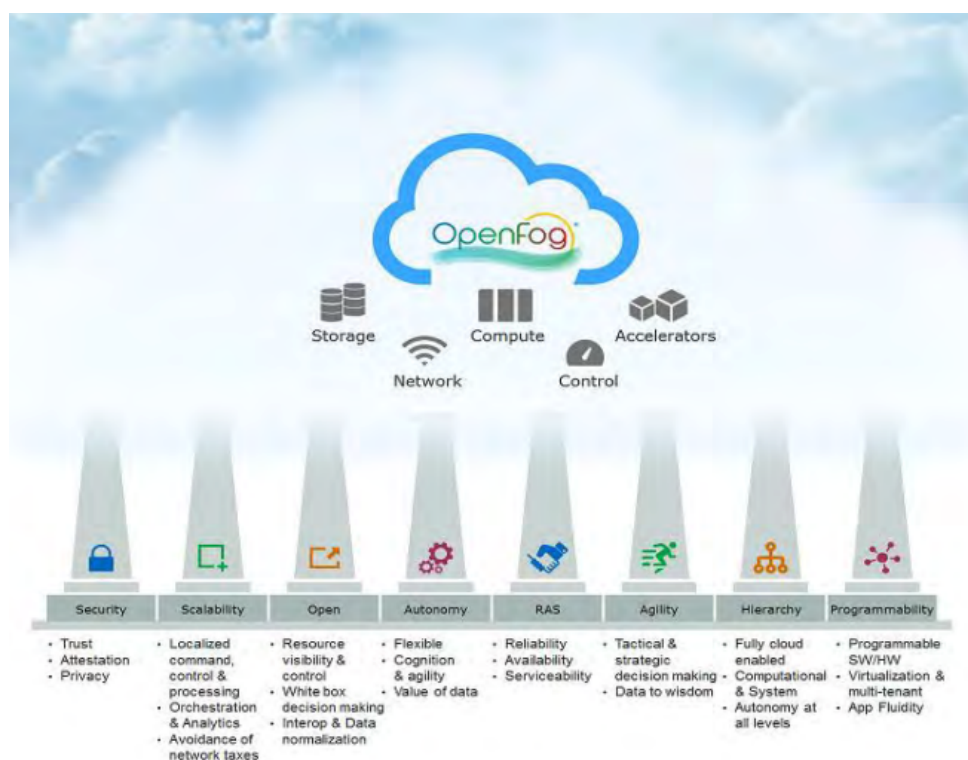 OpenFog
Storage
Compute
Accelerators
Network
Control
Security
Scalability
Open
Autonomy
RAS
Agility
Hierarchy
Programmability
• Trust
• Attestation
• Privacy
• Localized
command,
control &
processing
• Orchestration
& Analytics
• Avoidance of
network taxes
• Resource
visibility &
control
• White box
decision making
• Interop & Data
normalization
• Flexible
• Cognition
& agility
• Value of data
• Reliability
• Availability
• Serviceability
• Tactical &
strategic
decision making
• Data to wisdom
• Fully cloud
enabled
• Computational
& System
• Autonomy at
all levels
• Programmable
SW/HW
• Virtualization &
multi-tenant
• App Fluidity